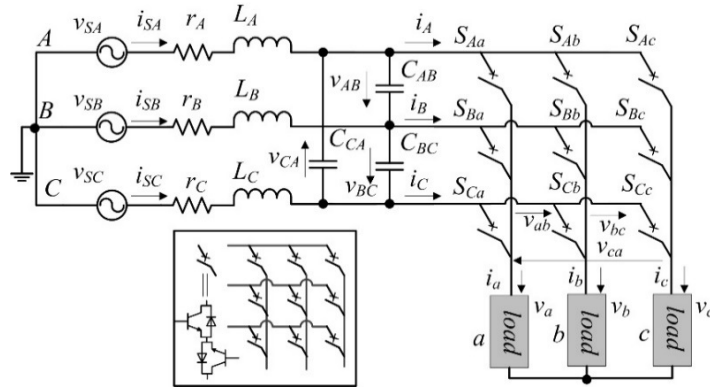 A v_SA i_SA r_A L_A i_A S_Aa S_Ab S_Ac
v_AB C_AB
B v_SB i_SB r_B L_B i_B S_Ba S_Bb S_Bc
v_CA C_CA v_BC C_BC
C v_SC i_SC r_C L_C i_C S_Ca S_Cb S_Cc
v_ab v_bc
v_ca
i_a i_b i_c
a load v_a b load v_b c load